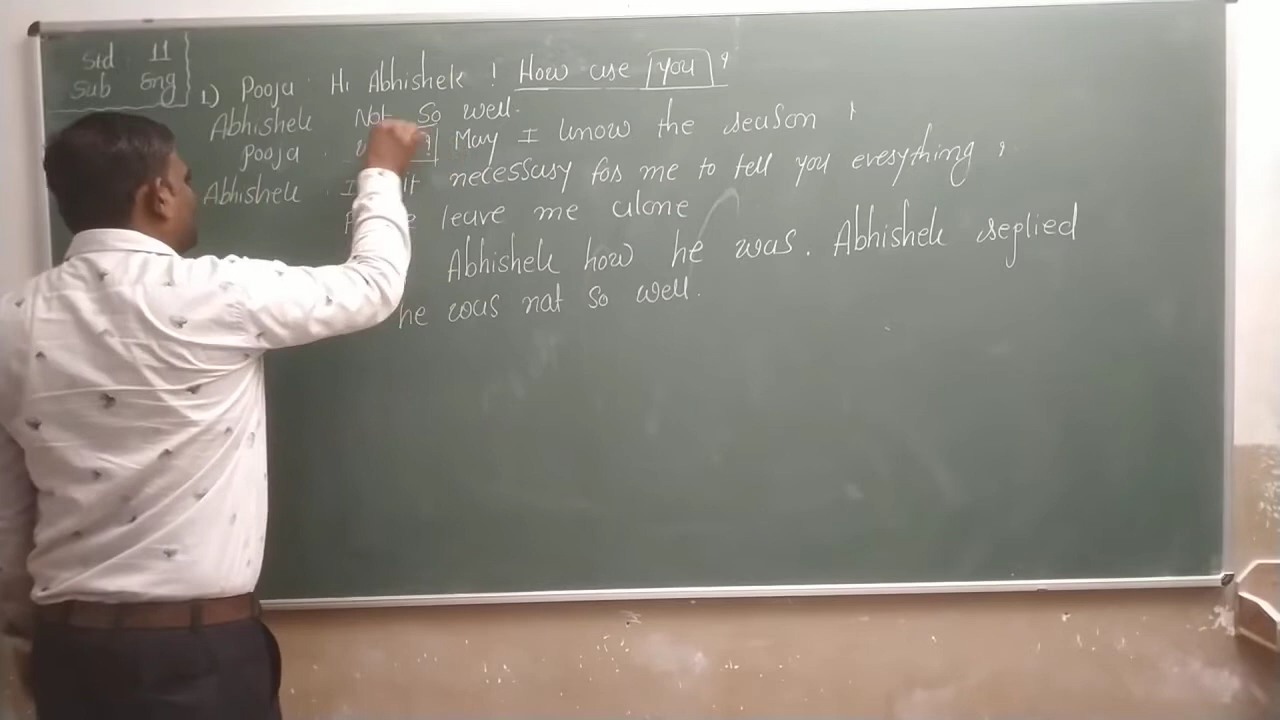 Std 11
Sub Eng
1) Pooja : Hi Abhishek ! How are you ?
Abhishek Not So well.
Pooja . ? May I know the reason ?
Abhishek . it necessary for me to tell you everything ?
leave me alone
Abhishek how he was. Abhishek replied
he was not so well.